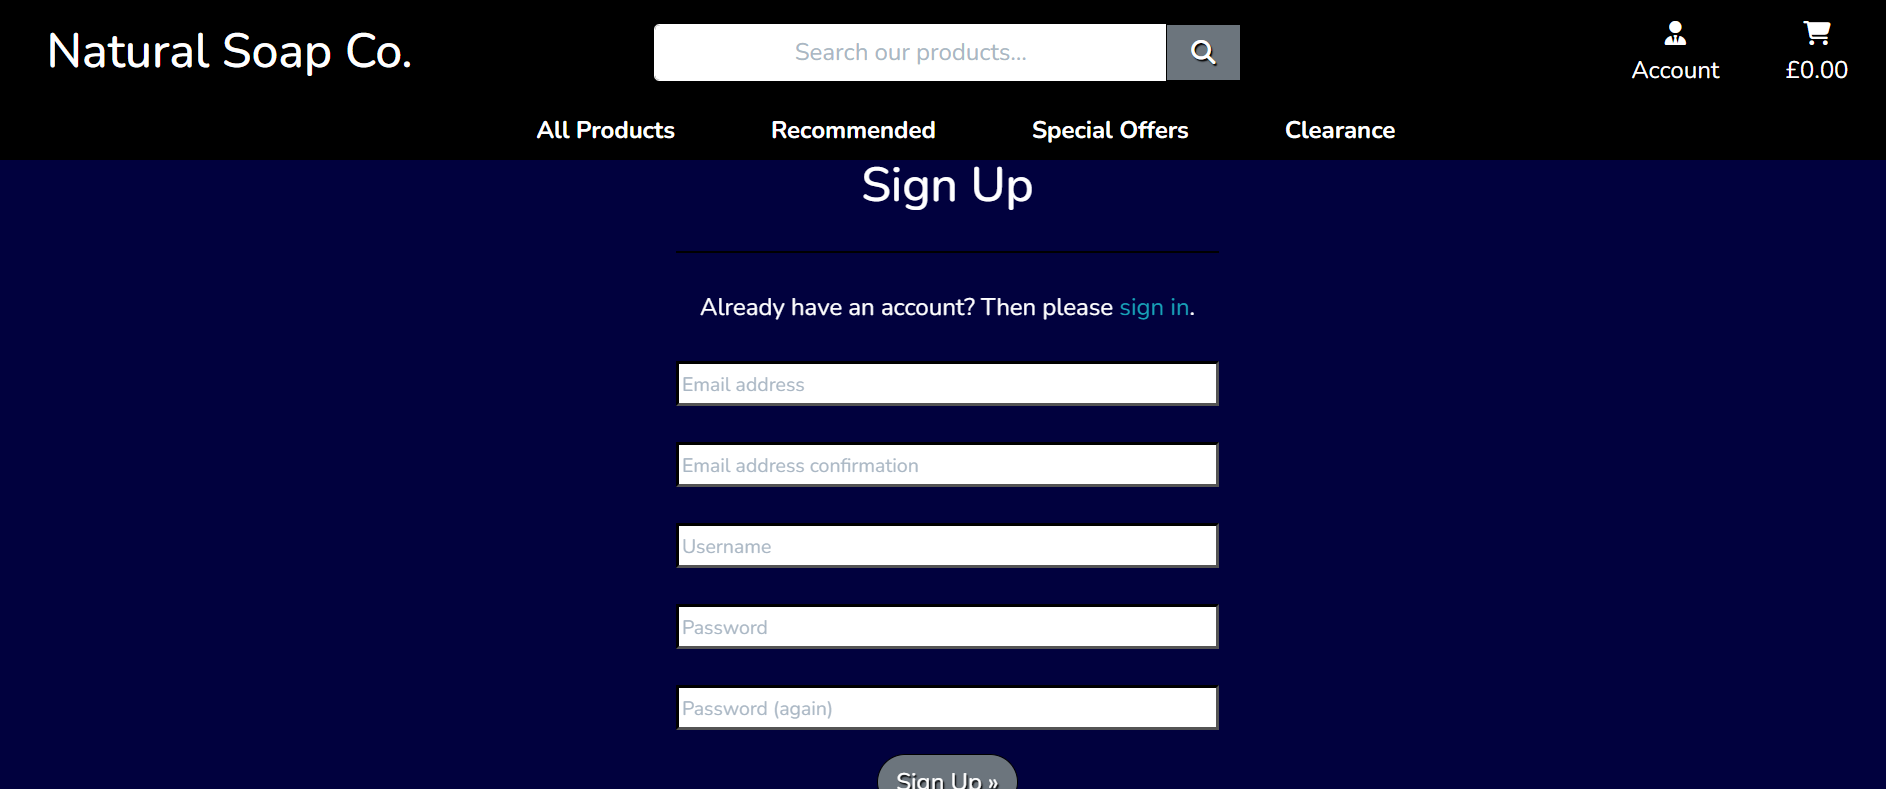 Natural Soap Co.
Search our products...
Account
£0.00
All Products
Recommended
Special Offers
Clearance
Sign Up
Already have an account? Then please sign in.
Email address
Email address confirmation
Username
Password
Password (again)
Sign Up »